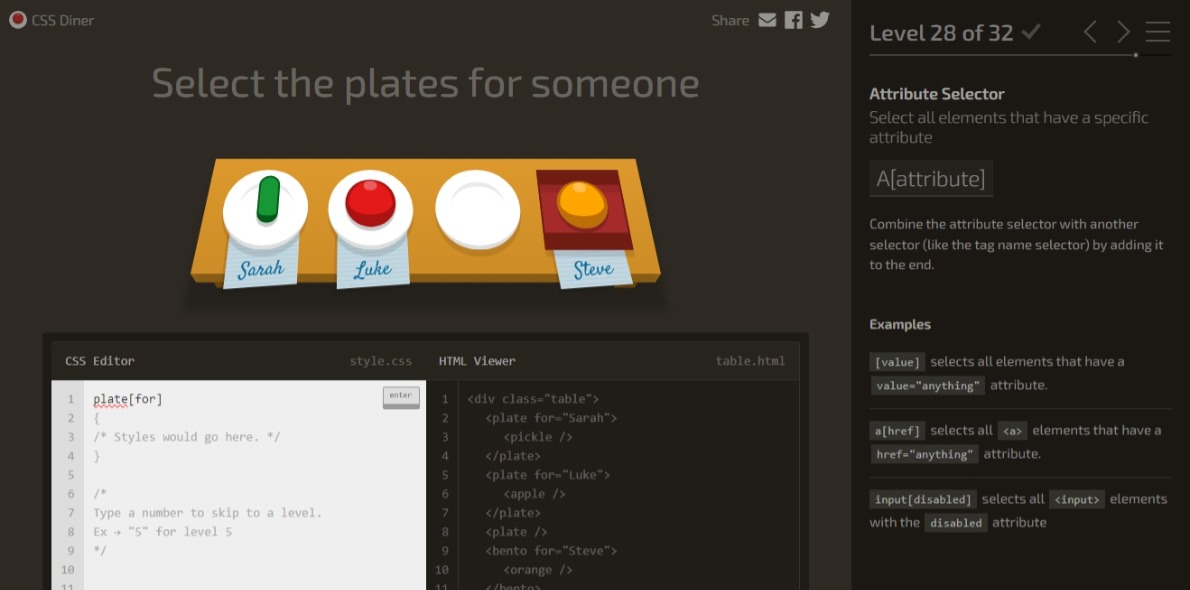 CSS Diner
Share
Select the plates for someone
Sarah
Luke
Steve
CSS Editor
style.css
1 plate[for]
enter
2 {
3 /* Styles would go here. */
4 }
5
6 /*
7 Type a number to skip to a level.
8 Ex → "5" for level 5
9 */
10
11
HTML Viewer
table.html
1 <div class="table">
2 <plate for="Sarah">
3 <pickle />
4 </plate>
5 <plate for="Luke">
6 <apple />
7 </plate>
8 <plate />
9 <bento for="Steve">
10 <orange />
11 </bento>
Level 28 of 32
Attribute Selector
Select all elements that have a specific
attribute
A[attribute]
Combine the attribute selector with another
selector (like the tag name selector) by adding it
to the end.
Examples
[value] selects all elements that have a
value="anything" attribute.
a[href] selects all <a> elements that have a
href="anything" attribute.
input[disabled] selects all <input> elements
with the disabled attribute